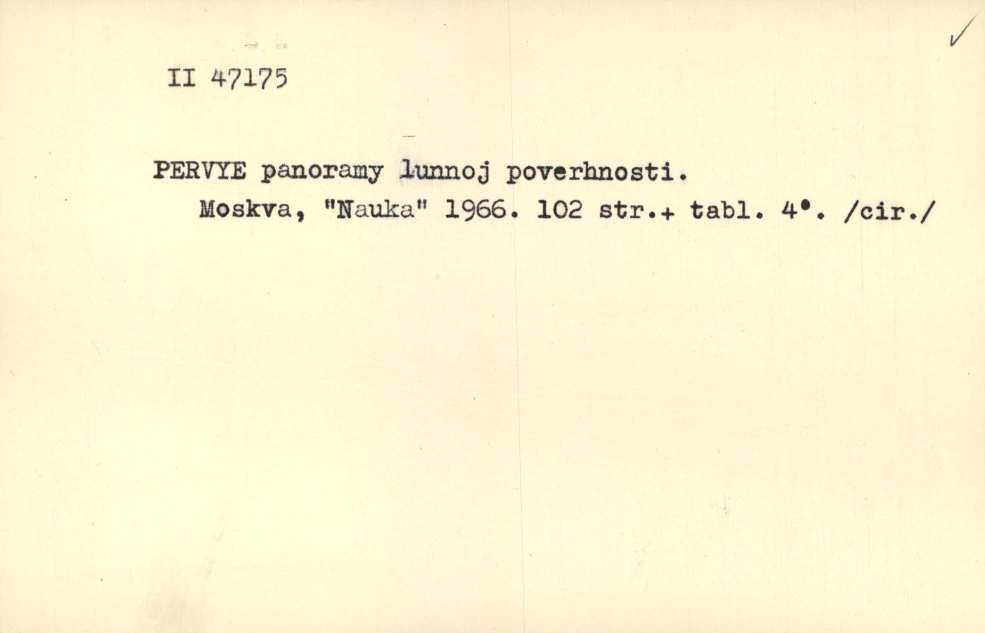 II 47175
PERVYE panoramy lunnoj poverhnosti.
Moskva, "Nauka" 1966. 102 str.+ tabl. 4°. /cir./